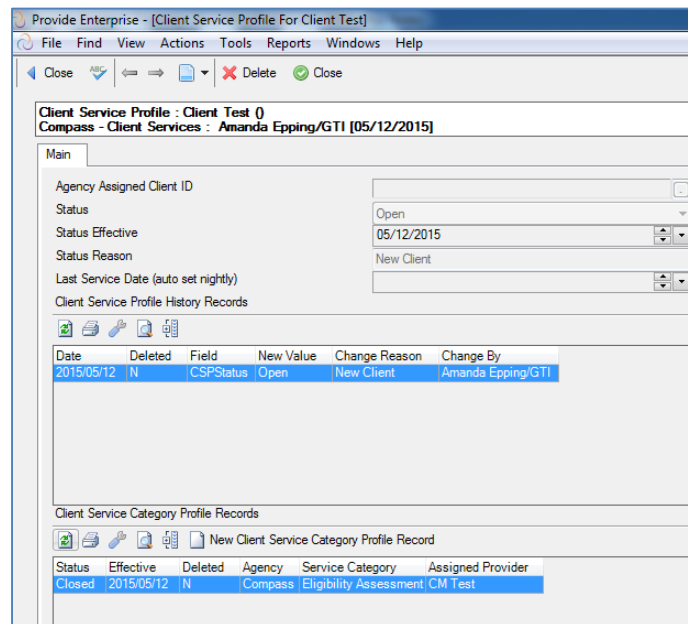 Provide Enterprise - [Client Service Profile For Client Test]
File Find View Actions Tools Reports Windows Help
Close ABC Delete Close
Client Service Profile : Client Test ()
Compass - Client Services : Amanda Epping/GTI [05/12/2015]
Main
Agency Assigned Client ID
Status Open
Status Effective 05/12/2015
Status Reason New Client
Last Service Date (auto set nightly)
Client Service Profile History Records
Date Deleted Field New Value Change Reason Change By
2015/05/12 N CSPStatus Open New Client Amanda Epping/GTI
Client Service Category Profile Records
New Client Service Category Profile Record
Status Effective Deleted Agency Service Category Assigned Provider
Closed 2015/05/12 N Compass Eligibility Assessment CM Test